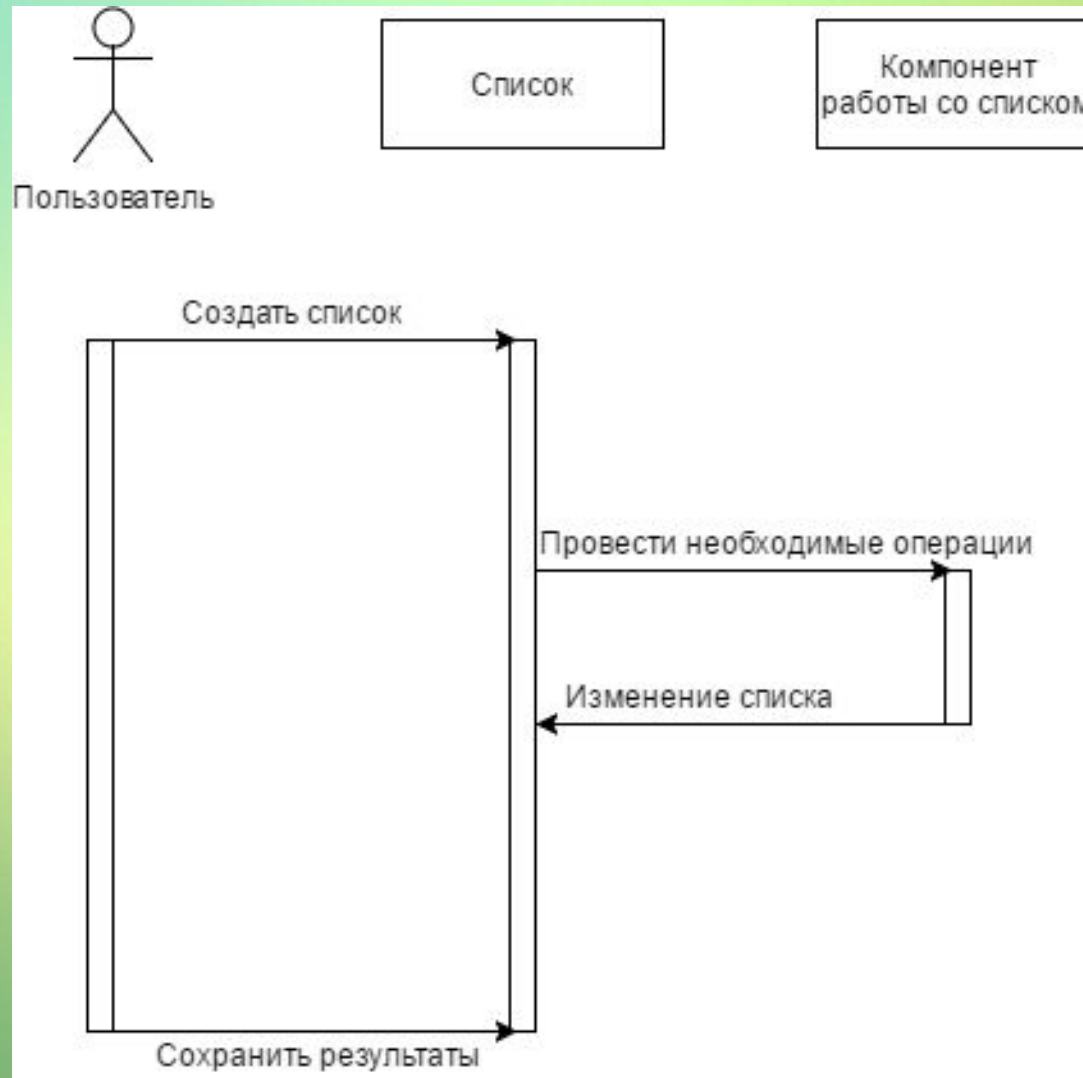 Список
Компонент
работы со списком
Пользователь
Создать список
Провести необходимые операции
Изменение списка
Сохранить результаты